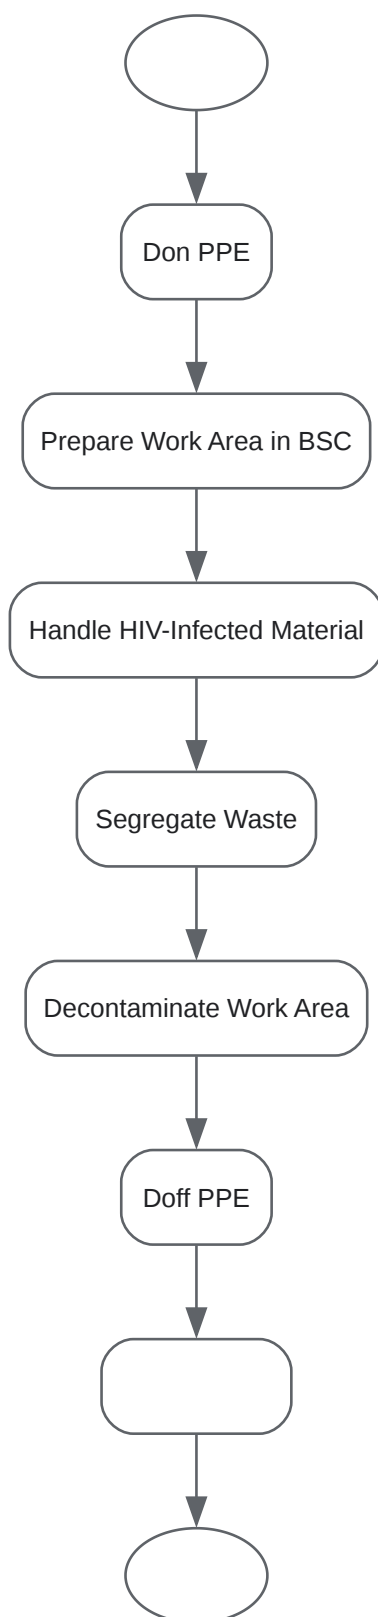 Don PPE
Prepare Work Area in BSC
Handle HIV-Infected Material
Segregate Waste
Decontaminate Work Area
Doff PPE